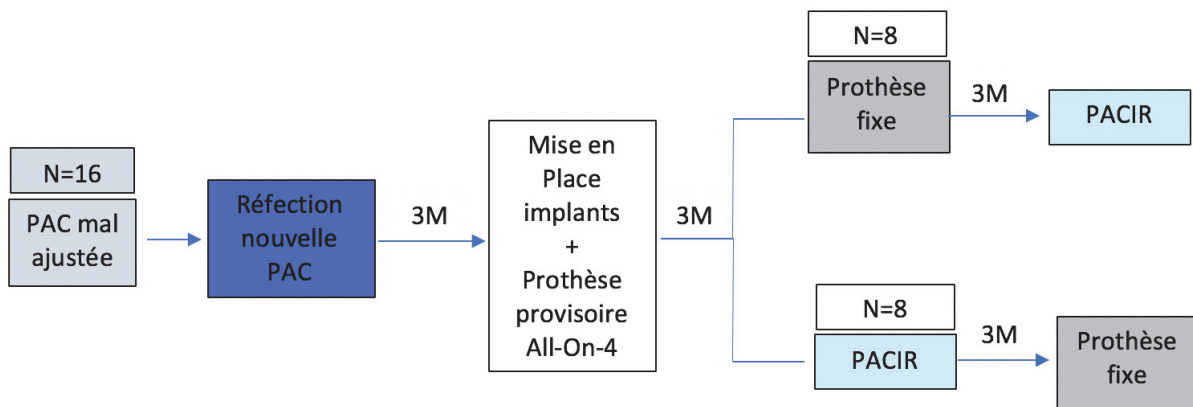 N=16
PAC mal
ajustée
Réfection
nouvelle
PAC
3M
Mise en
Place
implants
+
Prothèse
provisoire
All-On-4
3M
N=8
Prothèse
fixe
3M
PACIR
N=8
PACIR
3M
Prothèse
fixe